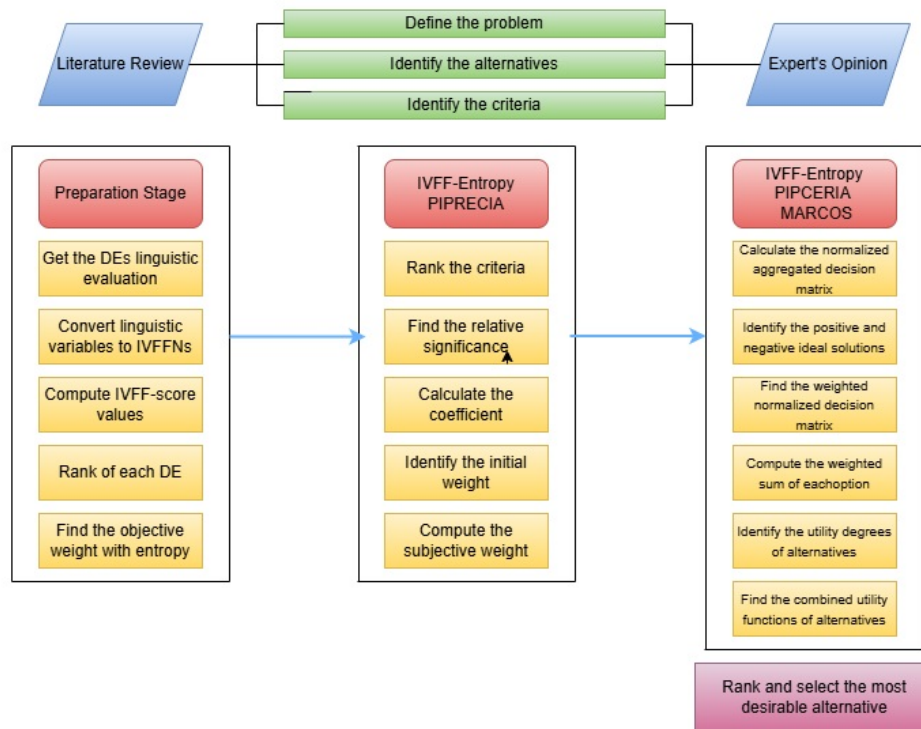 Define the problem
Literature Review
Identify the alternatives
Expert's Opinion
Identify the criteria
Preparation Stage
Get the DEs linguistic
evaluation
Convert linguistic
variables to IVFFNs
Compute IVFF-score
values
Rank of each DE
Find the objective
weight with entropy
IVFF-Entropy
PIPRECIA
Rank the criteria
Find the relative
significance
Calculate the
coefficient
Identify the initial
weight
Compute the
subjective weight
IVFF-Entropy
PIPCERIA
MARCOS
Calculate the normalized
aggregated decision
matrix
Identify the positive and
negative ideal solutions
Find the weighted
normalized decision
matrix
Compute the weighted
sum of eachoption
Identify the utility degrees
of alternatives
Find the combined utility
functions of alternatives
Rank and select the most
desirable alternative